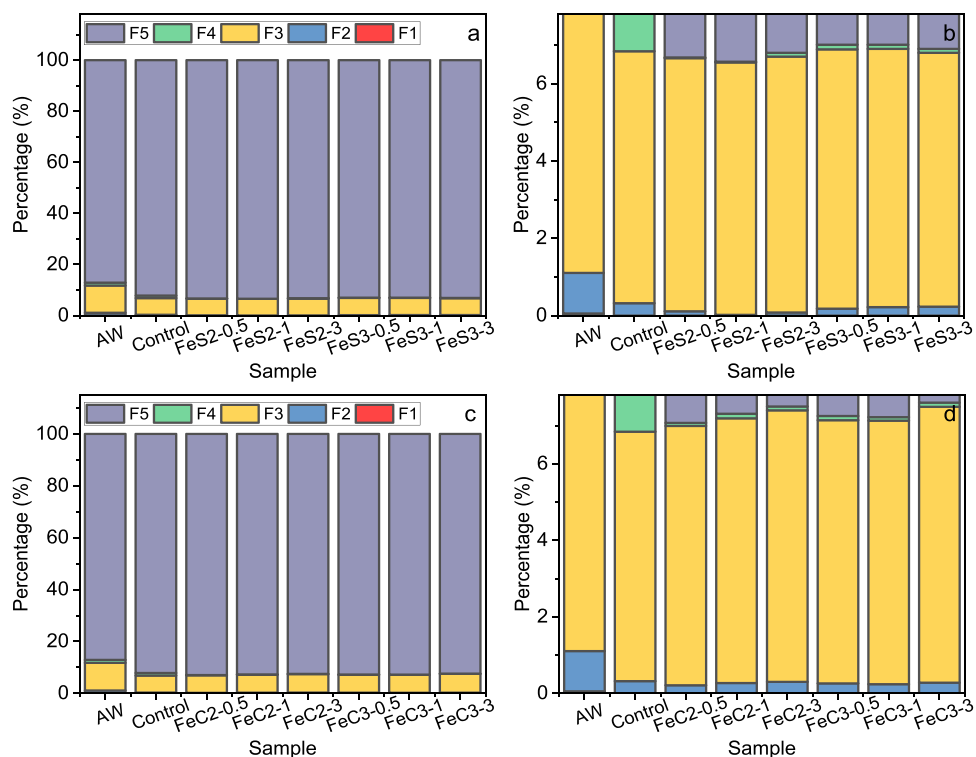 F5 F4 F3 F2 F1 a
100
80
60
40
20
0
Percentage (%)
AW Control FeS2-0.5 FeS2-1 FeS2-3 FeS3-0.5 FeS3-1 FeS3-3
Sample
b
6
4
2
0
Percentage (%)
AW Control FeS2-0.5 FeS2-1 FeS2-3 FeS3-0.5 FeS3-1 FeS3-3
Sample
F5 F4 F3 F2 F1 c
100
80
60
40
20
0
Percentage (%)
AW Control FeC2-0.5 FeC2-1 FeC2-3 FeC3-0.5 FeC3-1 FeC3-3
Sample
d
6
4
2
0
Percentage (%)
AW Control FeC2-0.5 FeC2-1 FeC2-3 FeC3-0.5 FeC3-1 FeC3-3
Sample